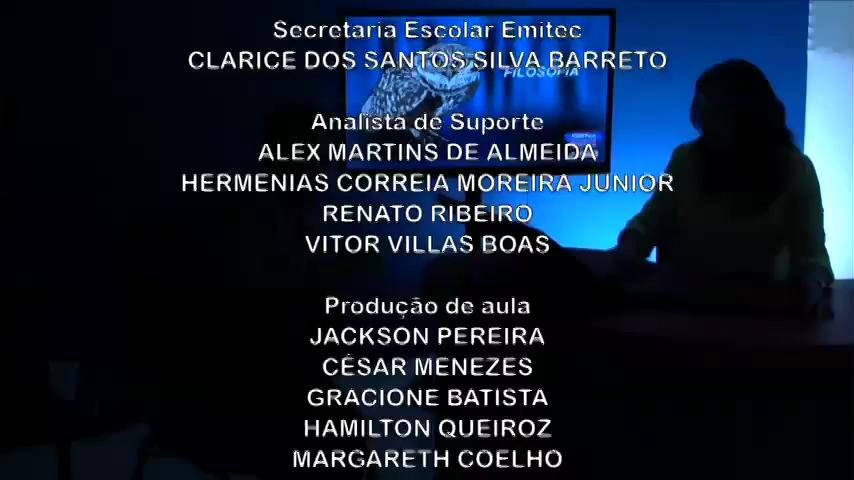 Secretaria Escolar Emitec
CLARICE DOS SANTOS SILVA BARRETO
FILOSOFIA
Analista de Suporte
ALEX MARTINS DE ALMEIDA
HERMENIAS CORREIA MOREIRA JUNIOR
RENATO RIBEIRO
VITOR VILLAS BOAS
Produção de aula
JACKSON PEREIRA
CÉSAR MENEZES
GRACIONE BATISTA
HAMILTON QUEIROZ
MARGARETH COELHO